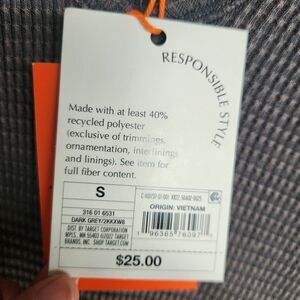 RESPONSIBLE STYLE
Made with at least 40%
recycled polyester
(exclusive of trimmings,
ornamentation, interlinings
and linings). See item for
full fiber content.
S
316 01 6531
DARK GREY/2KKXW8
DIST. BY TARGET CORPORATION
MPLS., MN 55403
BRANDS, INC. SHOP TARGET.COM
ORIGIN: VIETNAM
$25.00